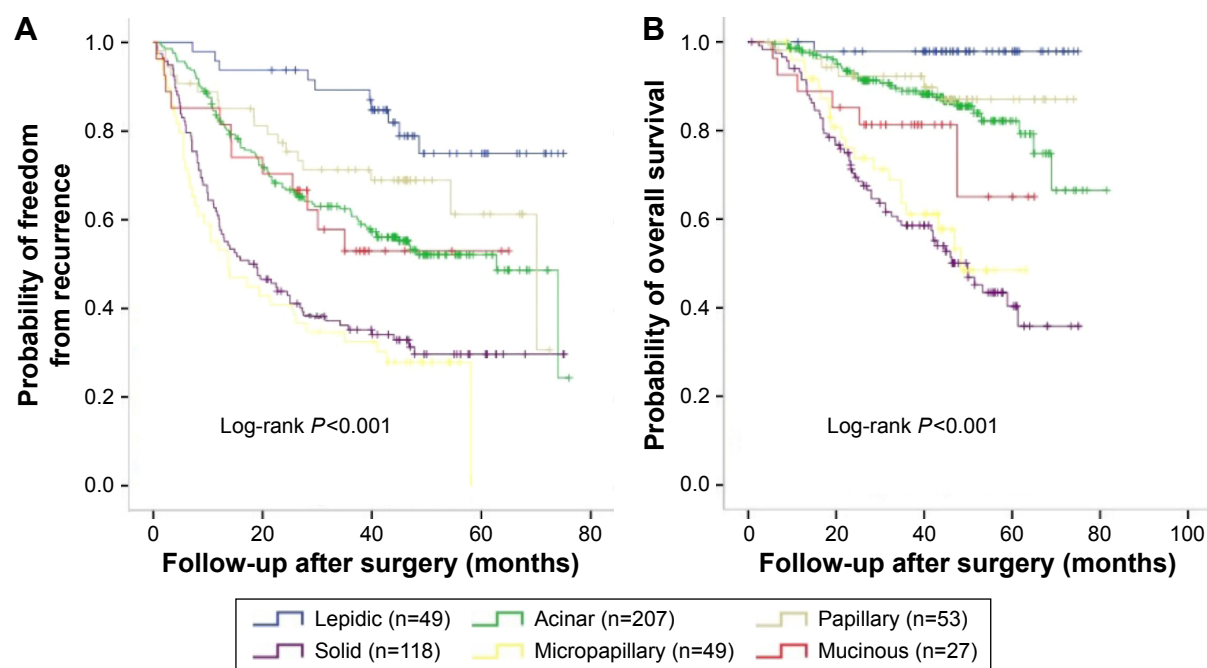 A
Probability of freedom
from recurrence
1.0
0.8
0.6
0.4
0.2
0.0
Log-rank P<0.001
0 20 40 60 80
Follow-up after surgery (months)
B
Probability of overall survival
1.0
0.8
0.6
0.4
0.2
0.0
Log-rank P<0.001
0 20 40 60 80 100
Follow-up after surgery (months)
Lepidic (n=49) Acinar (n=207) Papillary (n=53)
Solid (n=118) Micropapillary (n=49) Mucinous (n=27)